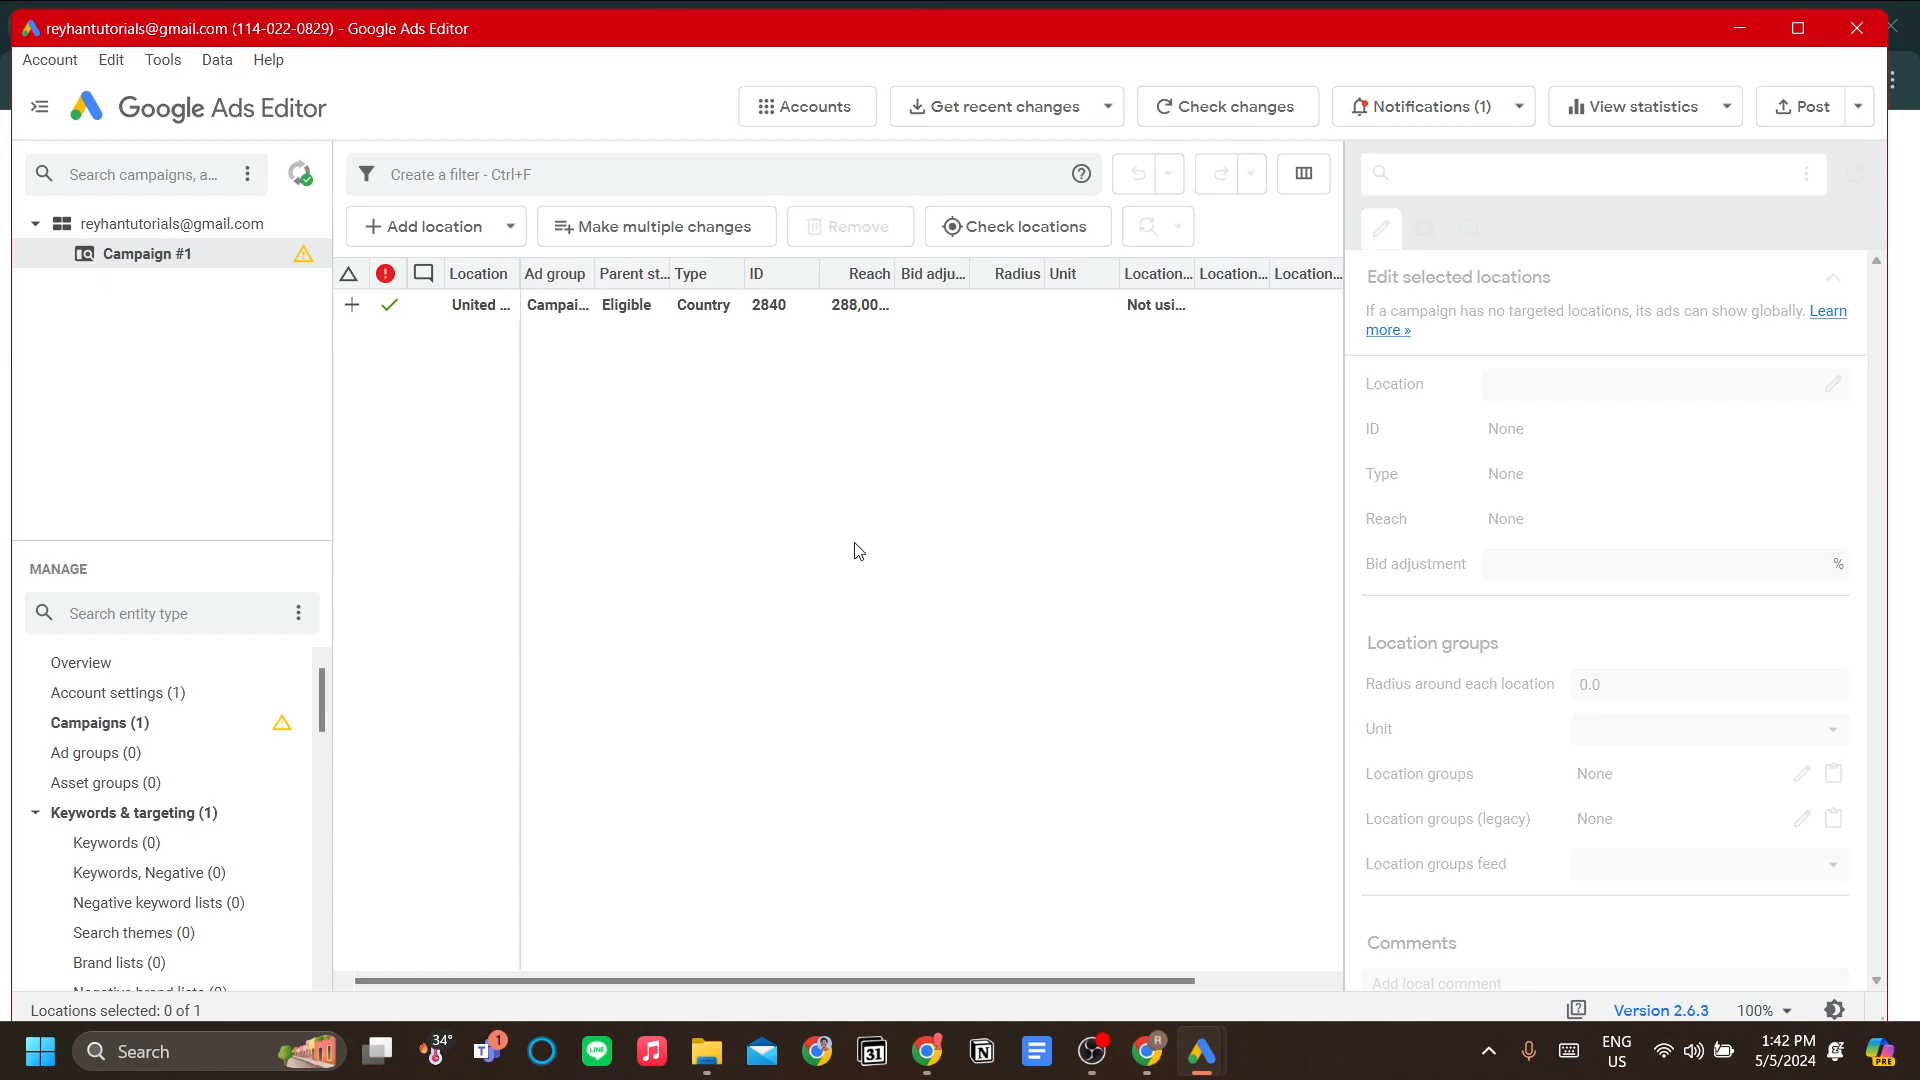 reyhantutorials@gmail.com (114-022-0829) - Google Ads Editor
Account Edit Tools Data Help
Google Ads Editor
Accounts
Get recent changes
Check changes
Notifications (1)
View statistics
Post
Search campaigns, a...
Create a filter - Ctrl+F
reyhantutorials@gmail.com
Campaign #1
Add location
Make multiple changes
Remove
Check locations
Location Ad group Parent st... Type ID Reach Bid adju... Radius Unit Location... Location... Location...
United ... Campai... Eligible Country 2840 288,00... Not usi...
Edit selected locations
If a campaign has no targeted locations, its ads can show globally. Learn
more »
Location
ID None
Type None
Reach None
Bid adjustment %
Location groups
Radius around each location 0.0
Unit
Location groups None
Location groups (legacy) None
Location groups feed
Comments
Add local comment
MANAGE
Search entity type
Overview
Account settings (1)
Campaigns (1)
Ad groups (0)
Asset groups (0)
Keywords & targeting (1)
Keywords (0)
Keywords, Negative (0)
Negative keyword lists (0)
Search themes (0)
Brand lists (0)
Negative brand lists (0)
Locations selected: 0 of 1
Version 2.6.3 100%
Search
34°
1
LINE
31
R
ENG
US
1:42 PM
5/5/2024
PRE